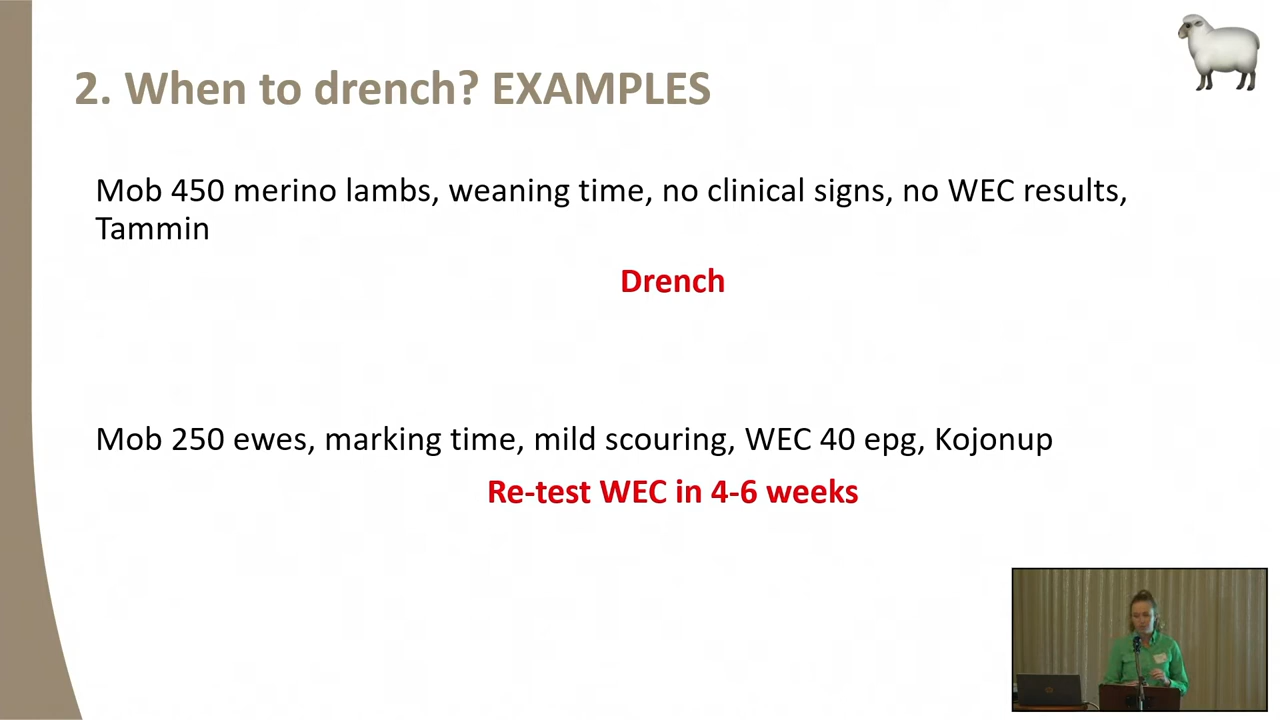 2. When to drench? EXAMPLES
Mob 450 merino lambs, weaning time, no clinical signs, no WEC results,
Tammin
Drench
Mob 250 ewes, marking time, mild scouring, WEC 40 epg, Kojonup
Re-test WEC in 4-6 weeks